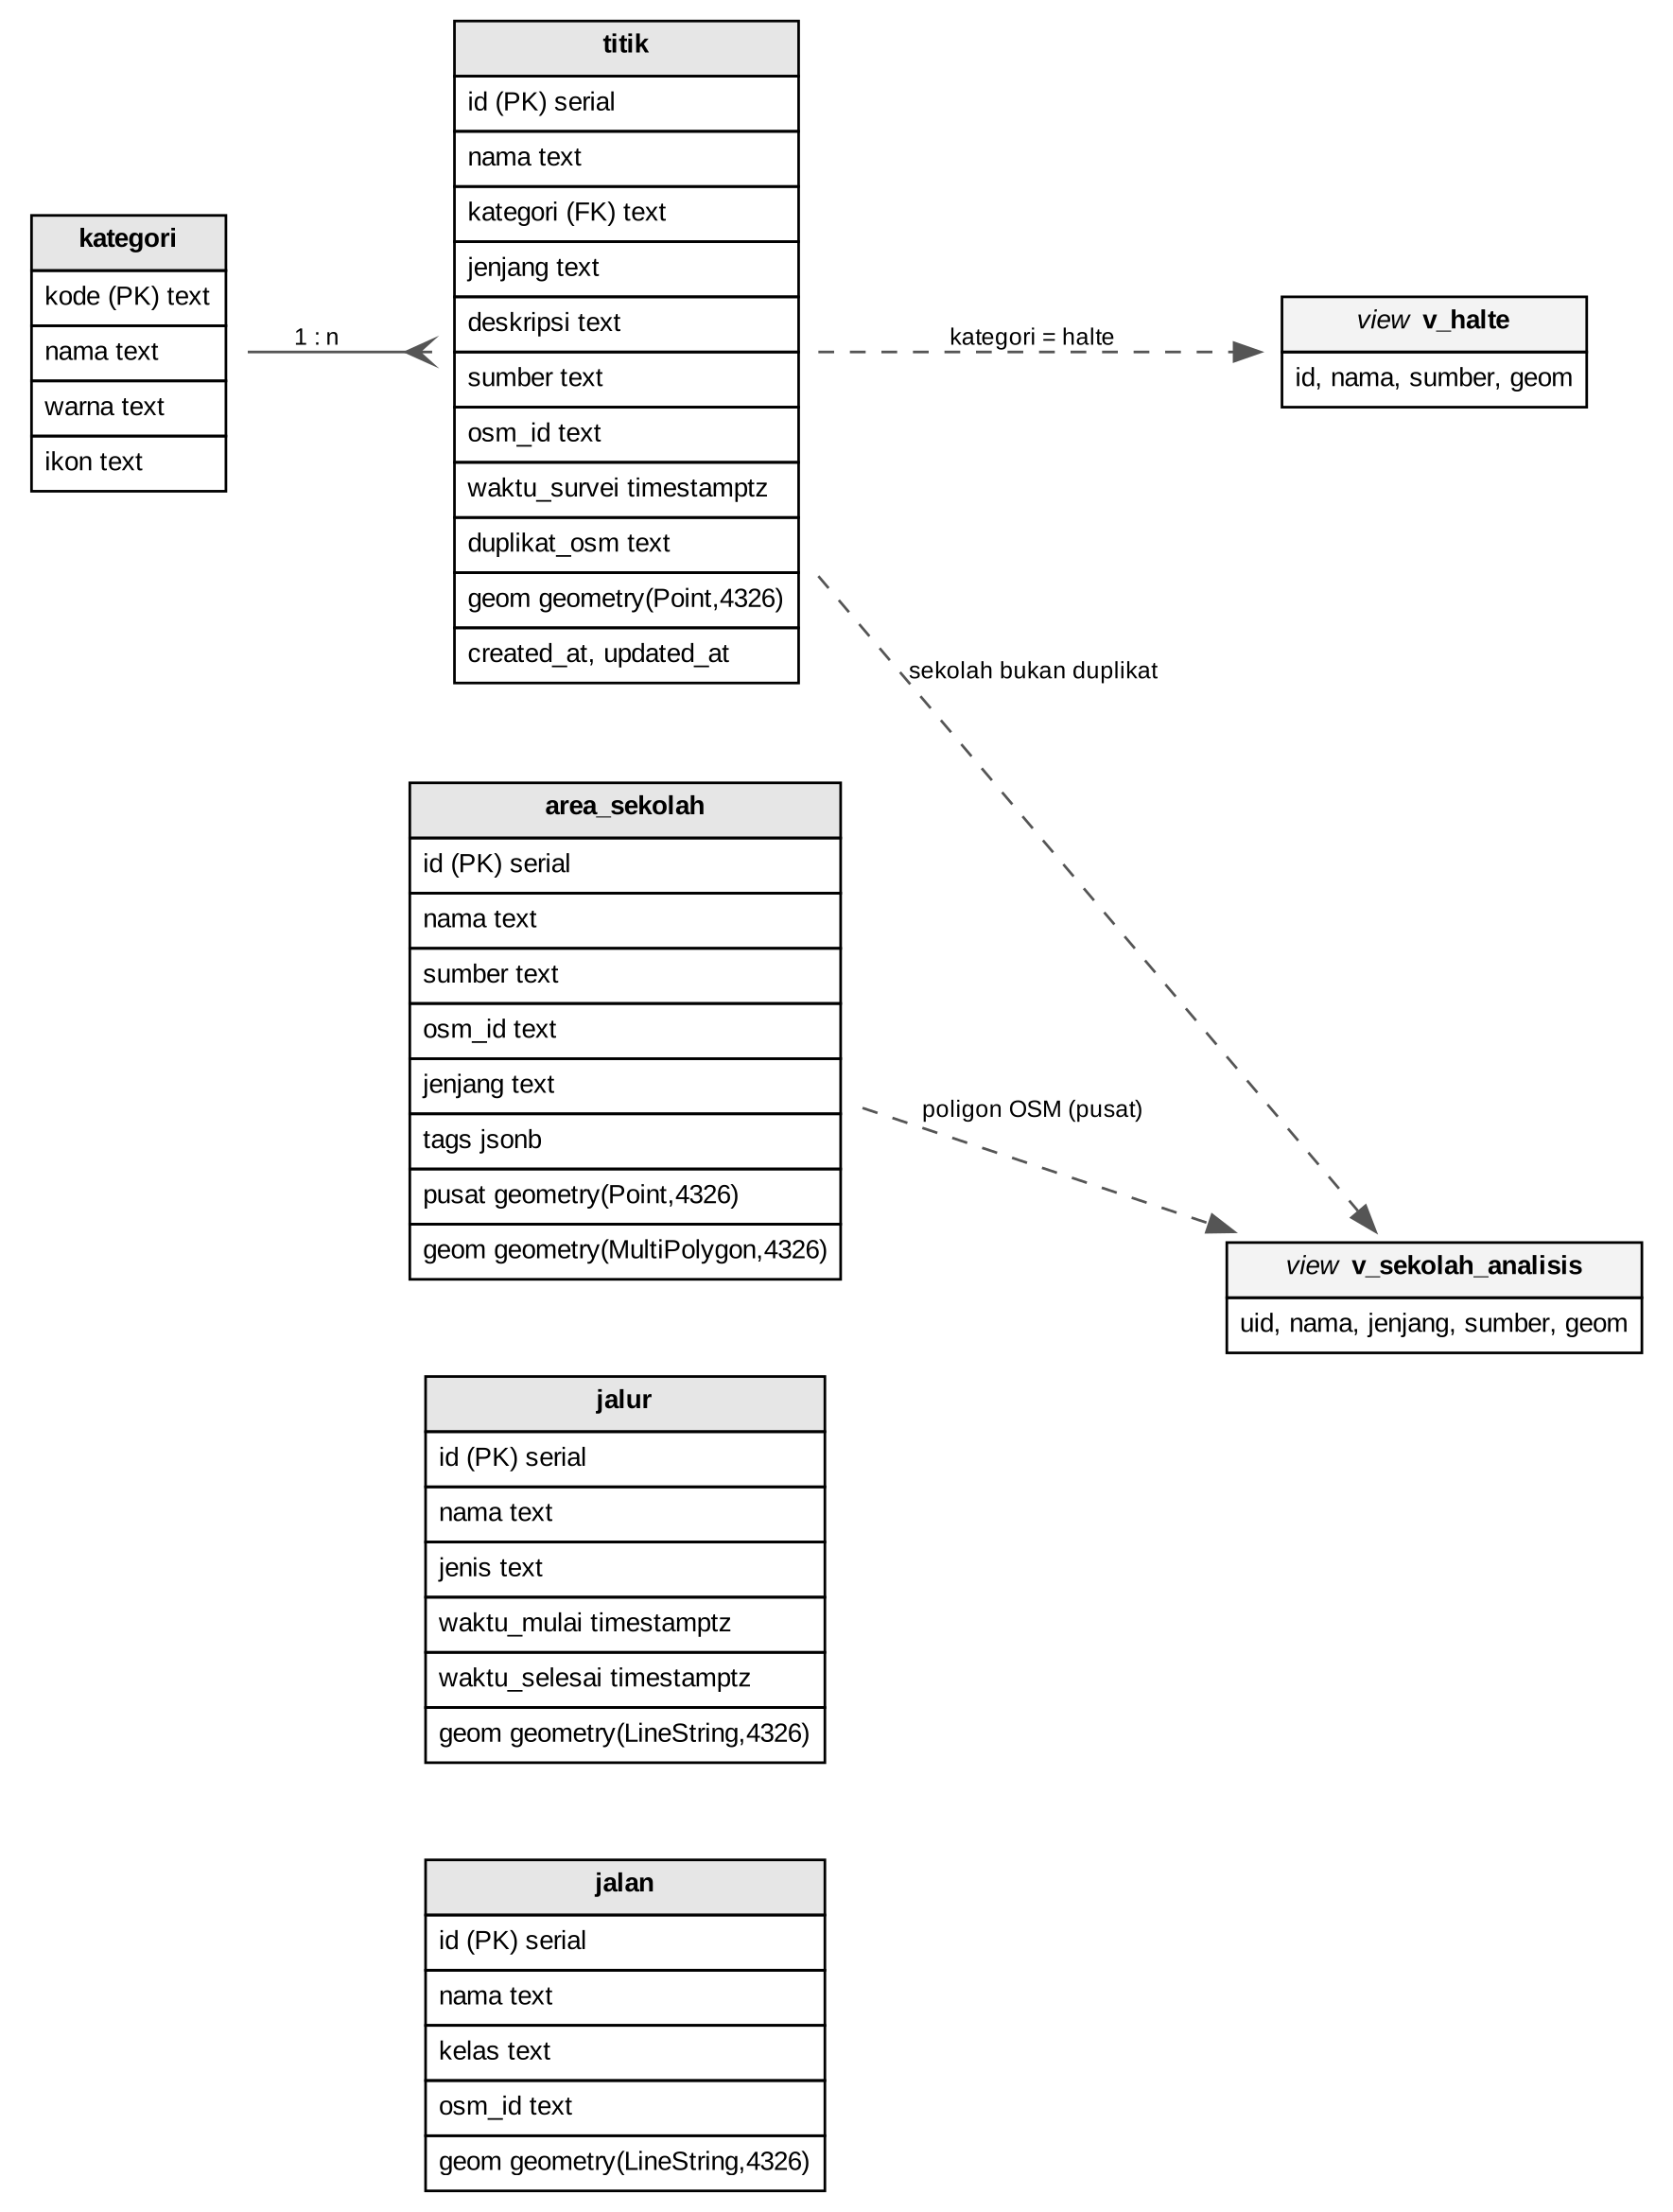 kategori
kode (PK) text
nama text
warna text
ikon text
1 : n
titik
id (PK) serial
nama text
kategori (FK) text
jenjang text
deskripsi text
sumber text
osm_id text
waktu_survei timestamptz
duplikat_osm text
geom geometry(Point,4326)
created_at, updated_at
kategori = halte
view v_halte
id, nama, sumber, geom
sekolah bukan duplikat
area_sekolah
id (PK) serial
nama text
sumber text
osm_id text
jenjang text
tags jsonb
pusat geometry(Point,4326)
geom geometry(MultiPolygon,4326)
poligon OSM (pusat)
view v_sekolah_analisis
uid, nama, jenjang, sumber, geom
jalur
id (PK) serial
nama text
jenis text
waktu_mulai timestamptz
waktu_selesai timestamptz
geom geometry(LineString,4326)
jalan
id (PK) serial
nama text
kelas text
osm_id text
geom geometry(LineString,4326)